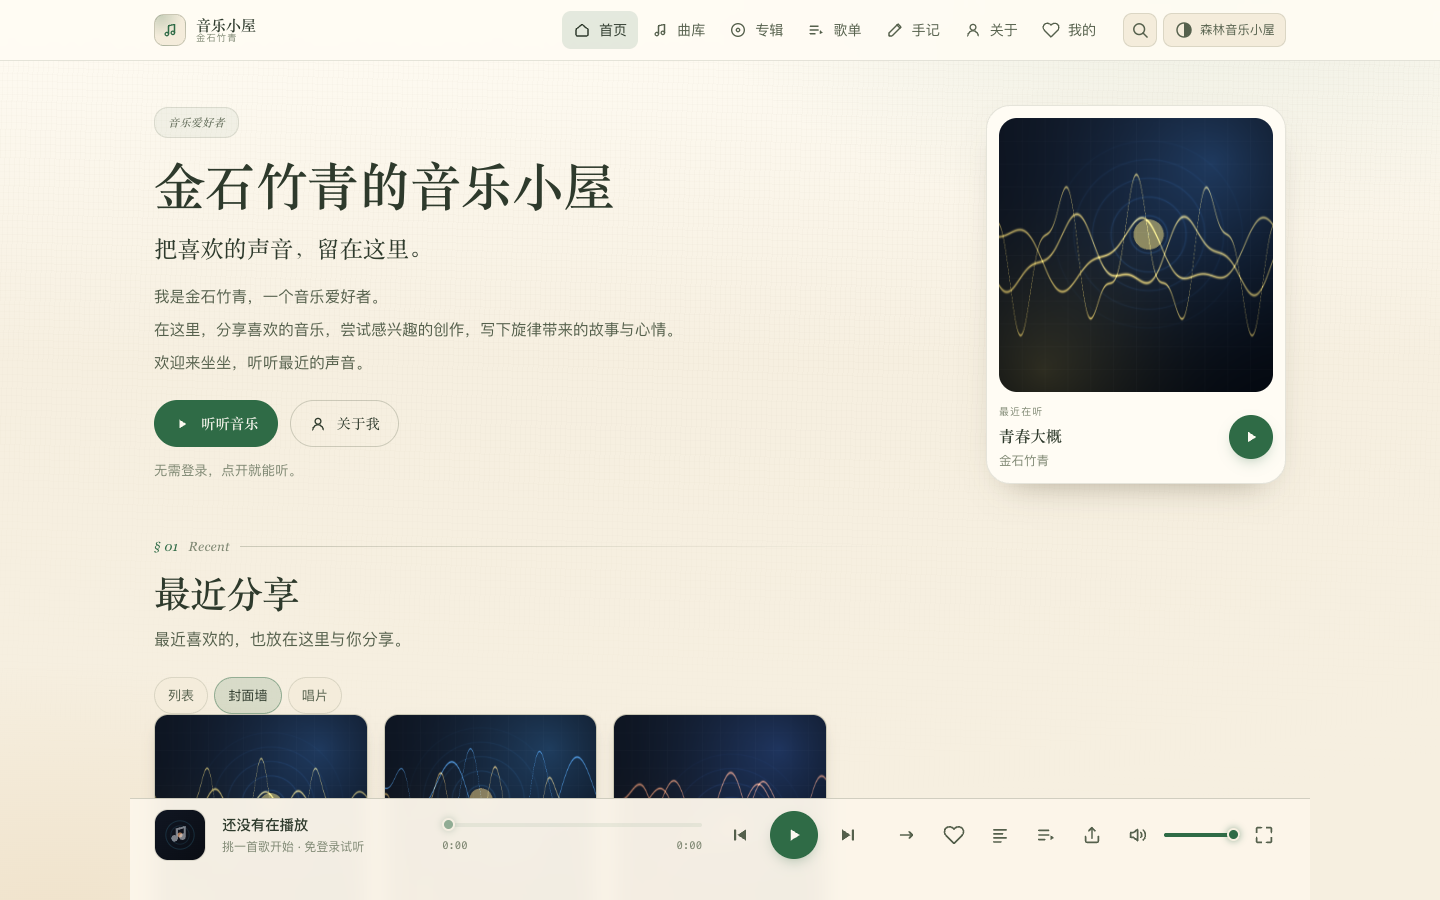 音乐小屋
金石竹青
首页
曲库
专辑
歌单
手记
关于
我的
森林音乐小屋
音乐爱好者
金石竹青的音乐小屋
把喜欢的声音，留在这里。
我是金石竹青，一个音乐爱好者。
在这里，分享喜欢的音乐，尝试感兴趣的创作，写下旋律带来的故事与心情。
欢迎来坐坐，听听最近的声音。
听听音乐
关于我
无需登录，点开就能听。
最近在听
青春大概
金石竹青
§ 01 Recent
最近分享
最近喜欢的，也放在这里与你分享。
列表
封面墙
唱片
还没有在播放
挑一首歌开始 · 免登录试听
0:00
0:00